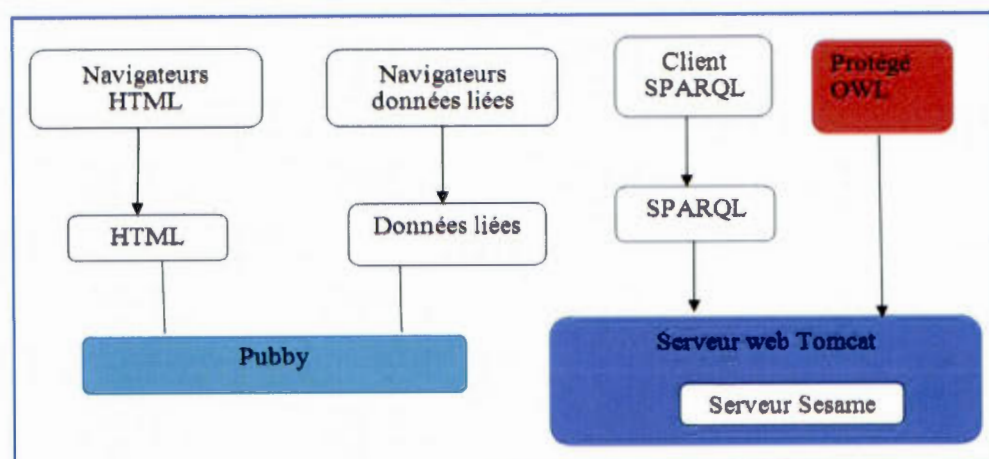 Navigateurs
HTML
Navigateurs
données liées
Client
SPARQL
Protégé
OWL
HTML
Données liées
SPARQL
Pubby
Serveur web Tomcat
Serveur Sesame